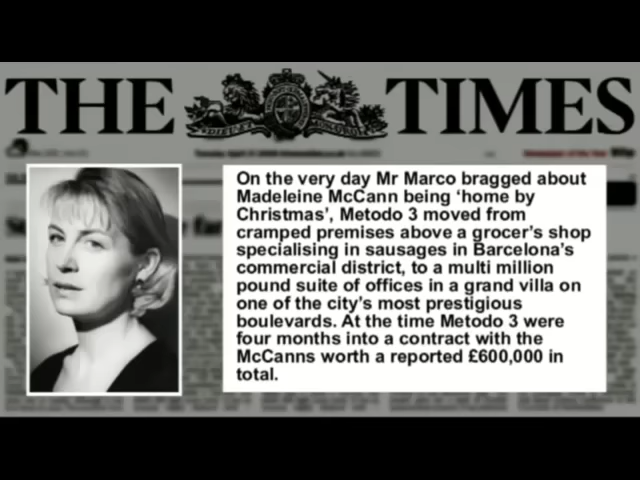 THE TIMES
On the very day Mr Marco bragged about
Madeleine McCann being ‘home by
Christmas’, Metodo 3 moved from
cramped premises above a grocer’s shop
specialising in sausages in Barcelona’s
commercial district, to a multi million
pound suite of offices in a grand villa on
one of the city’s most prestigious
boulevards. At the time Metodo 3 were
four months into a contract with the
McCanns worth a reported £600,000 in
total.